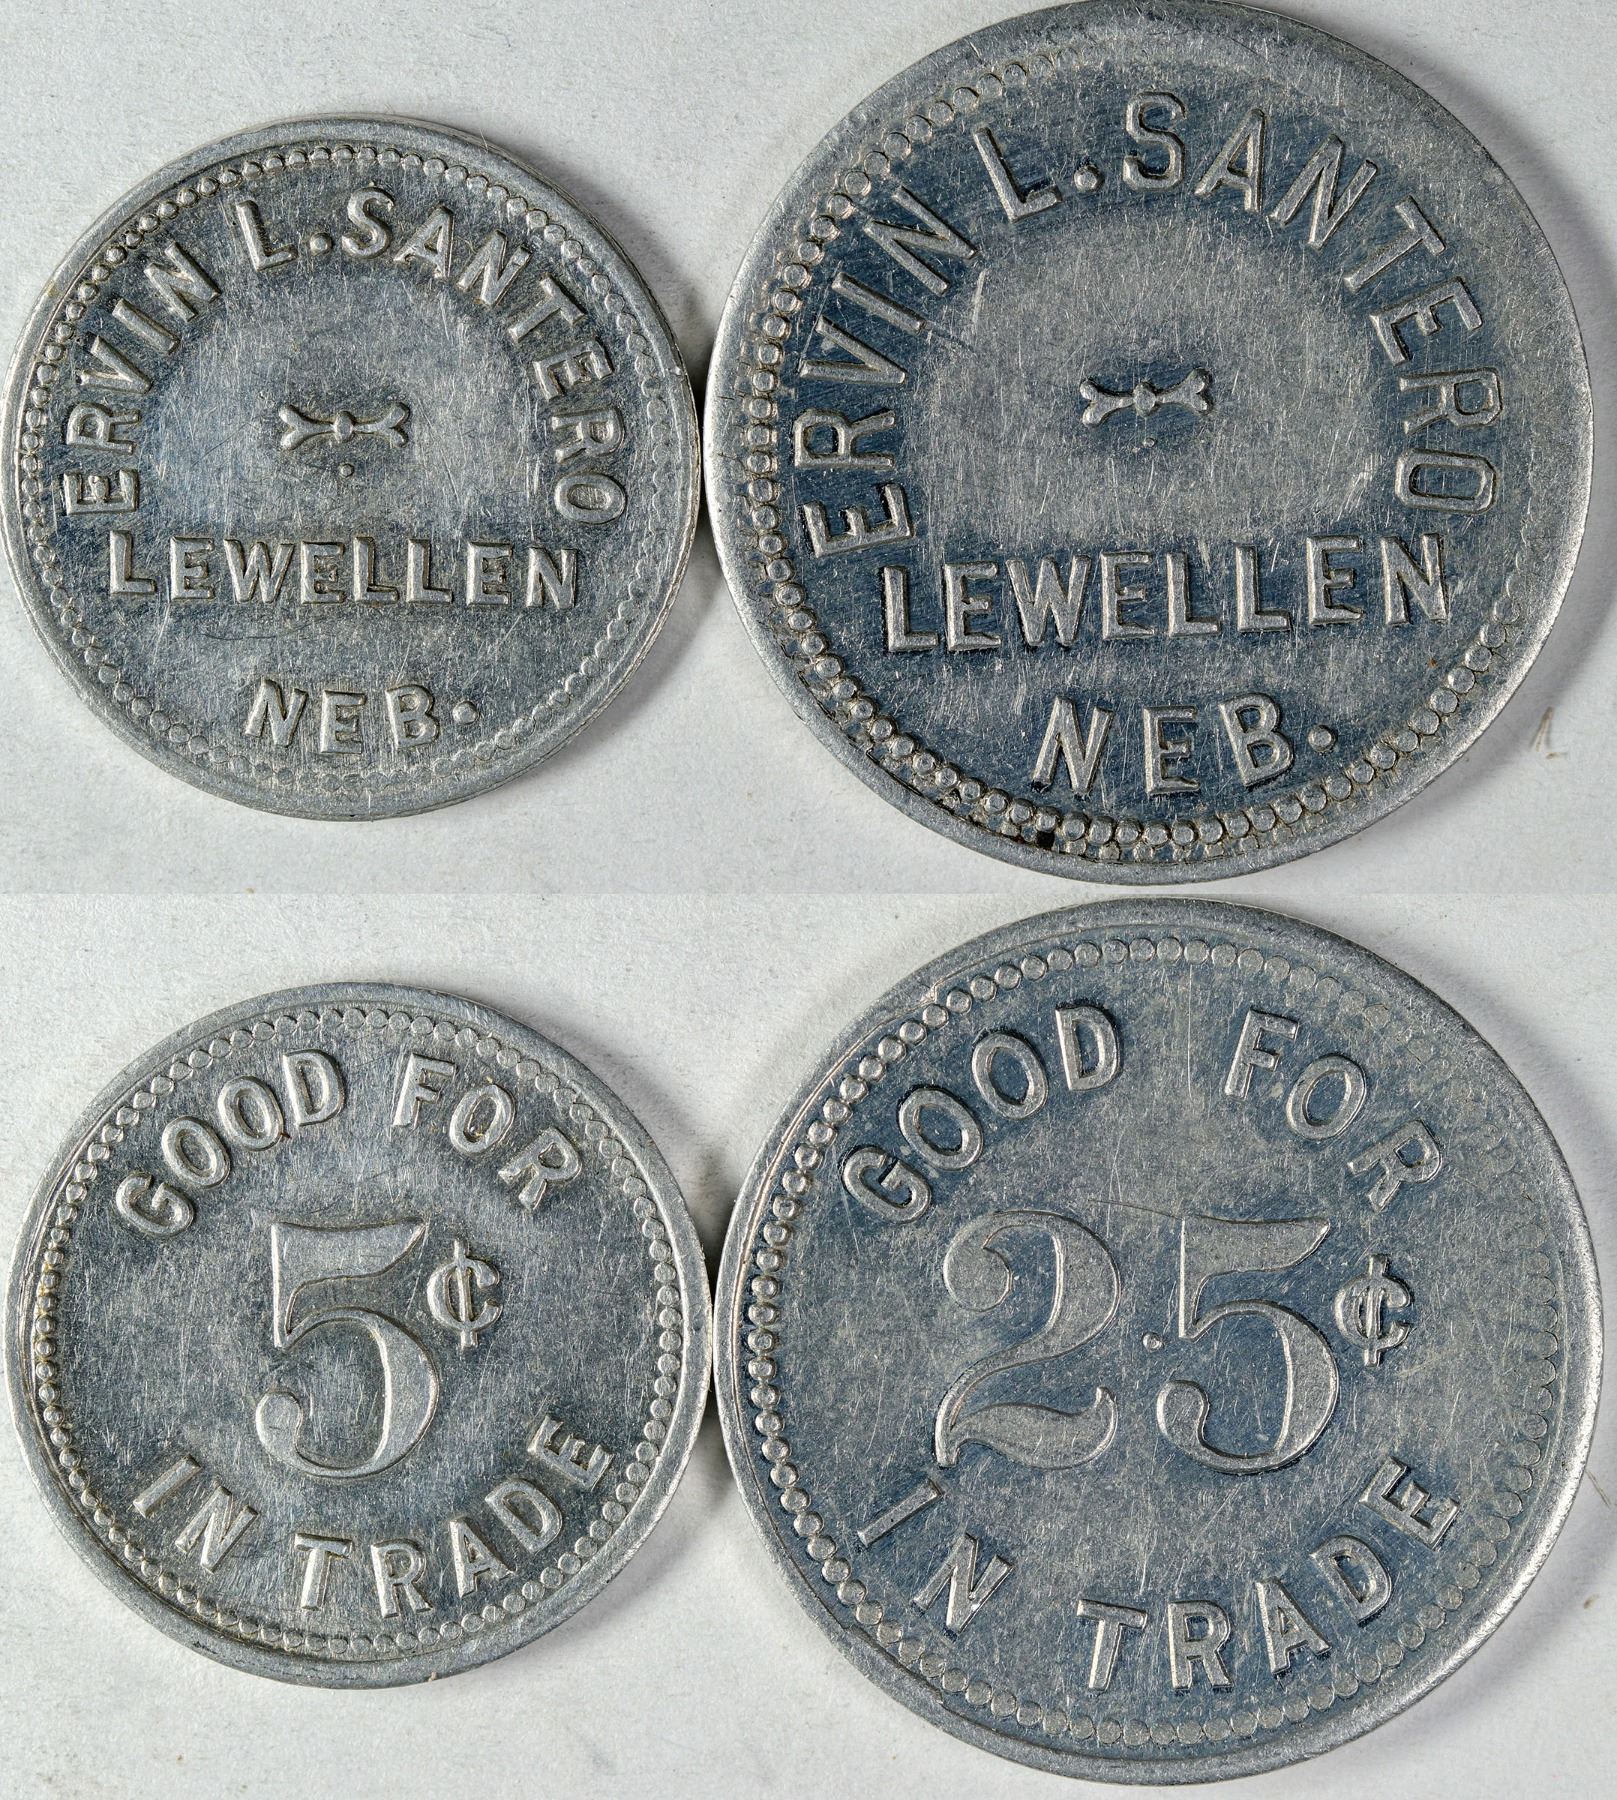 ERVIN L. SANTERO
LEWELLEN
NEB.
ERVIN L. SANTERO
LEWELLEN
NEB.
GOOD FOR
5¢
IN TRADE
GOOD FOR
25¢
IN TRADE